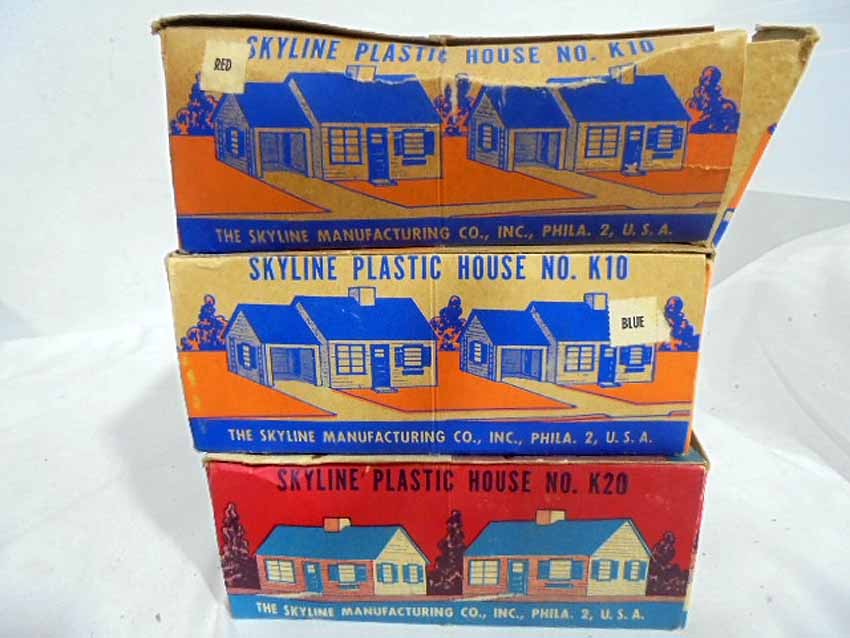 RED
SKYLINE PLASTIC HOUSE NO. K10
THE SKYLINE MANUFACTURING CO., INC., PHILA. 2, U. S. A.
SKYLINE PLASTIC HOUSE NO. K10
BLUE
THE SKYLINE MANUFACTURING CO., INC., PHILA. 2, U. S. A.
SKYLINE PLASTIC HOUSE NO. K20
THE SKYLINE MANUFACTURING CO., INC., PHILA. 2, U. S. A.